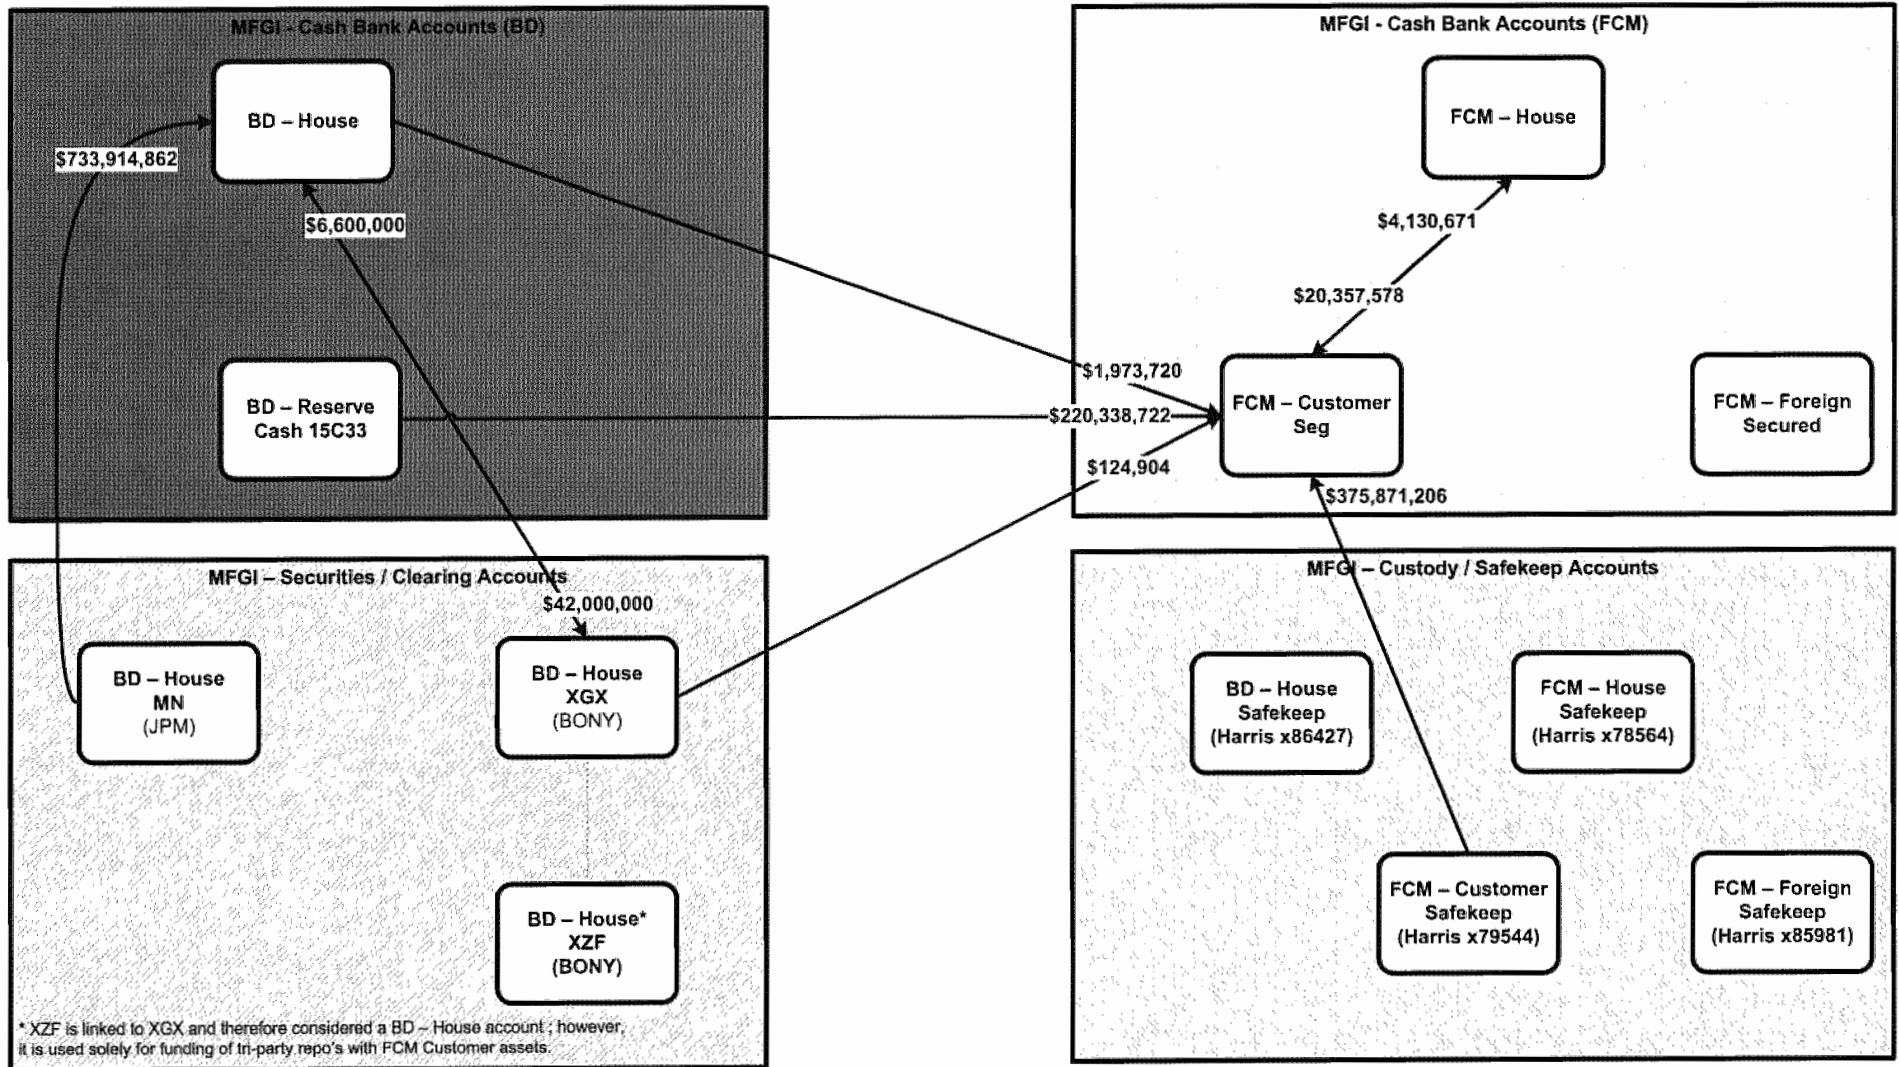 MFGI - Cash Bank Accounts (BD)
BD – House
$733,914,862
$6,600,000
BD – Reserve
Cash 15C33
MFGI - Cash Bank Accounts (FCM)
FCM – House
$4,130,671
$20,357,578
$1,973,720
$220,338,722
$124,904
FCM – Customer
Seg
$375,871,206
FCM – Foreign
Secured
MFGI – Securities / Clearing Accounts
$42,000,000
BD – House
MN
(JPM)
BD – House
XGX
(BONY)
BD – House*
XZF
(BONY)
* XZF is linked to XGX and therefore considered a BD – House account ; however,
it is used solely for funding of tri-party repo's with FCM Customer assets.
MFGI – Custody / Safekeep Accounts
BD – House
Safekeep
(Harris x86427)
FCM – House
Safekeep
(Harris x78564)
FCM – Customer
Safekeep
(Harris x79544)
FCM – Foreign
Safekeep
(Harris x85981)